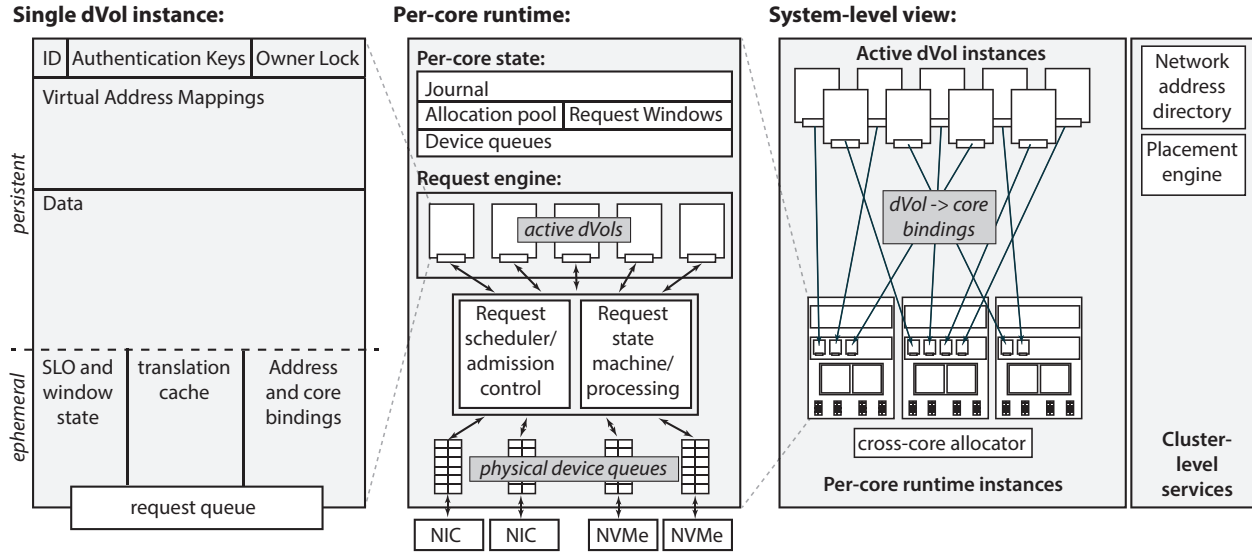 Single dVol instance:
ID
Authentication Keys
Owner Lock
Virtual Address Mappings
persistent
Data
ephemeral
SLO and
window
state
translation
cache
Address
and core
bindings
request queue
Per-core runtime:
Per-core state:
Journal
Allocation pool
Request Windows
Device queues
Request engine:
active dVols
Request
scheduler/
admission
control
Request
state
machine/
processing
physical device queues
NIC
NIC
NVMe
NVMe
System-level view:
Active dVol instances
dVol -> core
bindings
cross-core allocator
Per-core runtime instances
Network
address
directory
Placement
engine
Cluster-
level
services